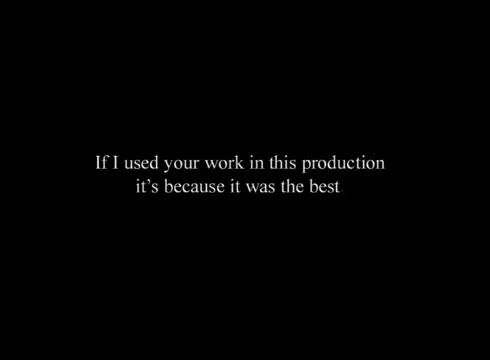 If I used your work in this production
it's because it was the best.